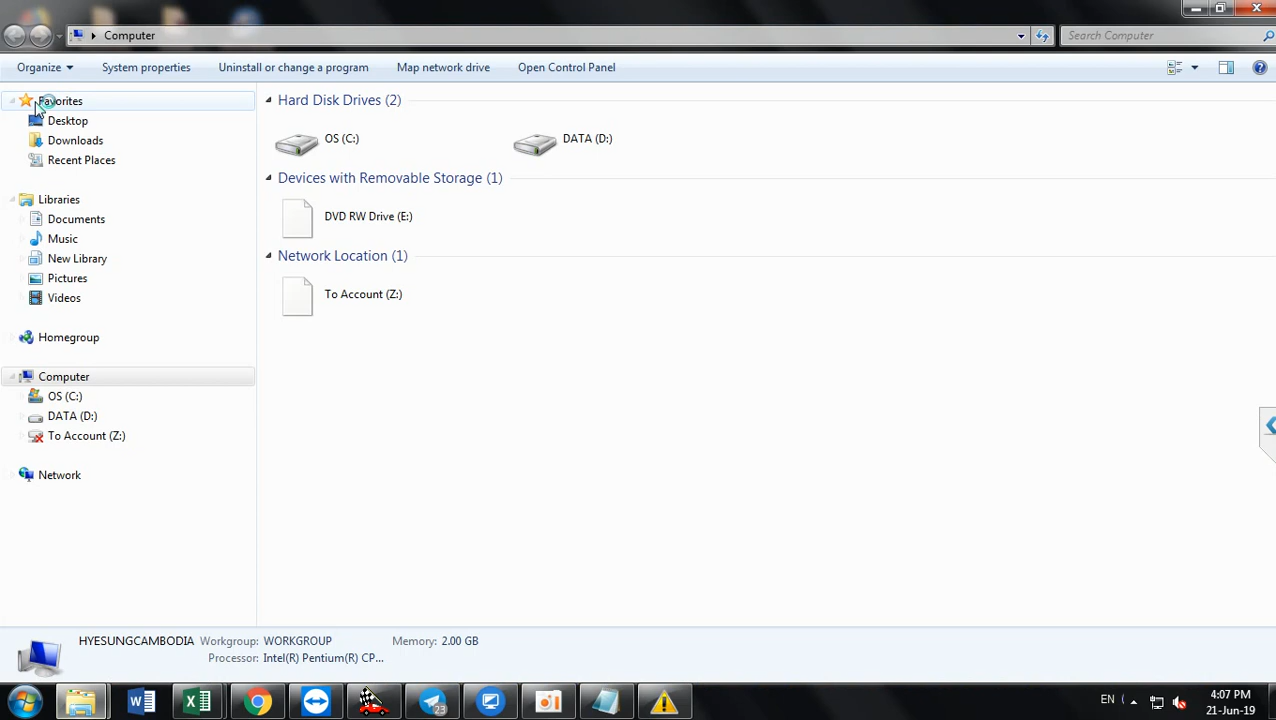 Computer
Search Computer
Organize
System properties
Uninstall or change a program
Map network drive
Open Control Panel
Favorites
Desktop
Downloads
Recent Places
Libraries
Documents
Music
New Library
Pictures
Videos
Homegroup
Computer
OS (C:)
DATA (D:)
To Account (Z:)
Network
Hard Disk Drives (2)
OS (C:)
DATA (D:)
Devices with Removable Storage (1)
DVD RW Drive (E:)
Network Location (1)
To Account (Z:)
HYESUNGCAMBODIA Workgroup: WORKGROUP Memory: 2.00 GB
Processor: Intel(R) Pentium(R) CP...
23
EN
4:07 PM
21-Jun-19